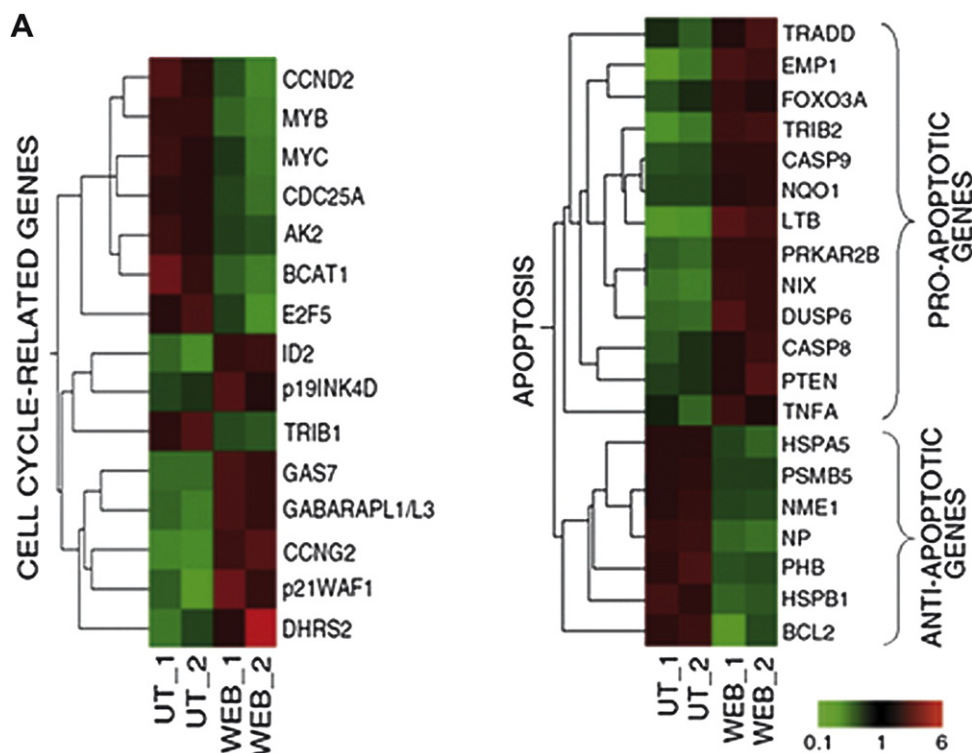 A
CELL CYCLE-RELATED GENES
CCND2
MYB
MYC
CDC25A
AK2
BCAT1
E2F5
ID2
p19INK4D
TRIB1
GAS7
GABARAPL1/L3
CCNG2
p21WAF1
DHRS2
UT_1
UT_2
WEB_1
WEB_2
APOPTOSIS
TRADD
EMP1
FOXO3A
TRIB2
CASP9
NQO1
LTB
PRKAR2B
NIX
DUSP6
CASP8
PTEN
TNFA
HSPA5
PSMB5
NME1
NP
PHB
HSPB1
BCL2
PRO-APOPTOTIC
GENES
ANTI-APOPTOTIC
GENES
UT_1
UT_2
WEB_1
WEB_2
0.1 1 6